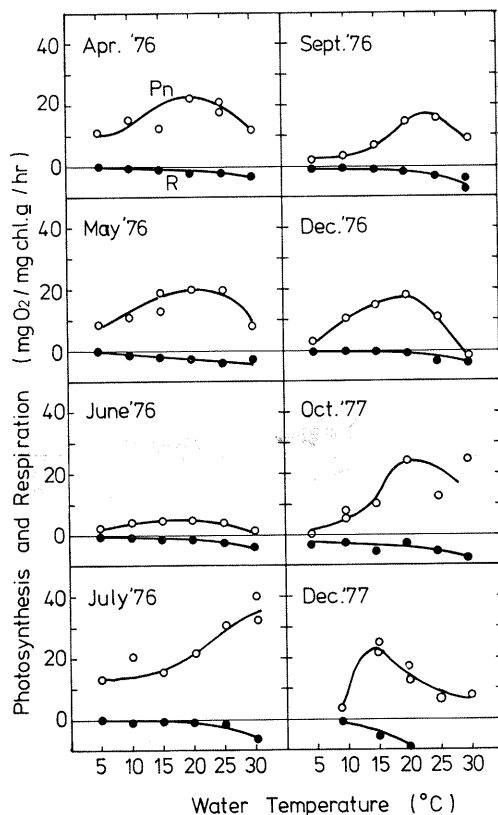 Photosynthesis and Respiration (mgO2/mg chl.a/hr)
40
20
0
Apr. '76
Pn
R
Sept.'76
40
20
0
May '76
Dec.'76
40
20
0
June '76
Oct.'77
40
20
0
July '76
Dec.'77
5 10 15 20 25 30
5 10 15 20 25 30
Water Temperature (°C)